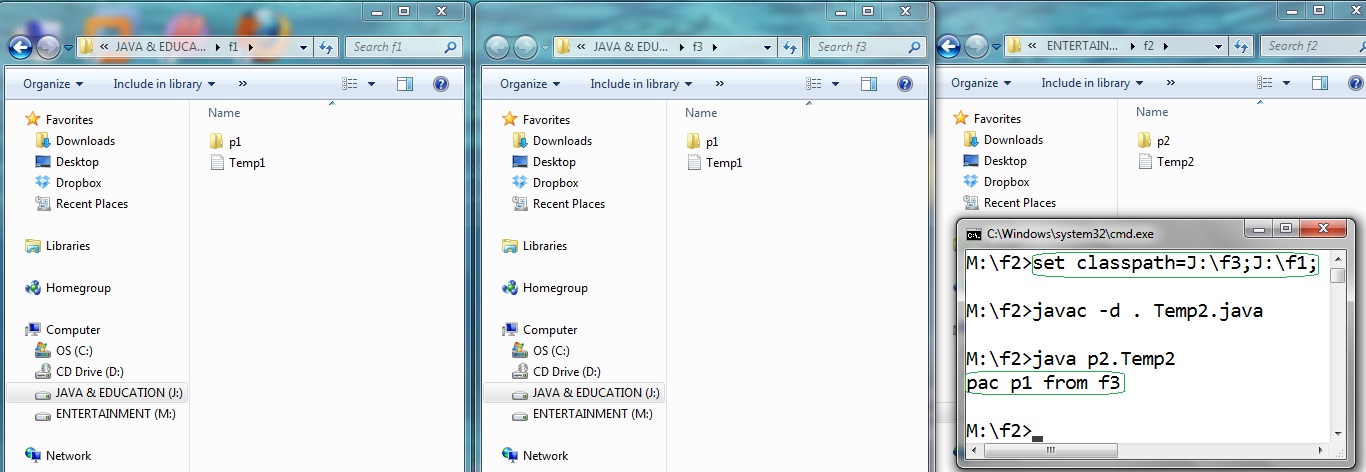 « JAVA & EDUCA... f1
Search f1
Organize Include in library »
Name
Favorites
Downloads
Desktop
Dropbox
Recent Places
Libraries
Homegroup
Computer
OS (C:)
CD Drive (D:)
JAVA & EDUCATION (J:)
ENTERTAINMENT (M:)
Network
p1
Temp1
« JAVA & EDU... f3
Search f3
Organize Include in library »
Name
Favorites
Downloads
Desktop
Dropbox
Recent Places
Libraries
Homegroup
Computer
OS (C:)
CD Drive (D:)
JAVA & EDUCATION (J:)
ENTERTAINMENT (M:)
Network
p1
Temp1
« ENTERTAIN... f2
Search f2
Organize Include in library »
Name
Favorites
Downloads
Desktop
Dropbox
Recent Places
p2
Temp2
C:\Windows\system32\cmd.exe
M:\f2>set classpath=J:\f3;J:\f1;
M:\f2>javac -d . Temp2.java
M:\f2>java p2.Temp2
pac p1 from f3
M:\f2>